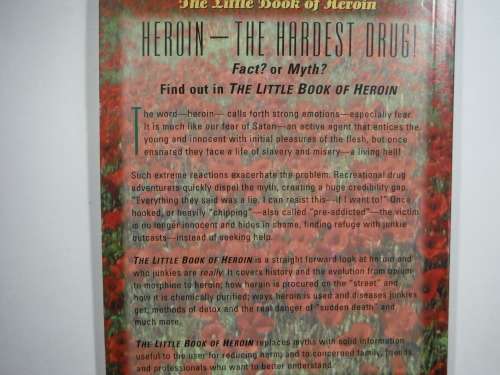 The Little Book of Heroin
HEROIN—THE HARDEST DRUG!
Fact? or Myth?
Find out in THE LITTLE BOOK OF HEROIN
The word—heroin— calls forth strong emotions—especially fear.
It is much like our fear of Satan—an active agent that entices the
young and innocent with initial pleasures of the flesh, but once
ensnared they face a life of slavery and misery—a living hell!
Such extreme reactions exacerbate the problem. Recreational drug
adventurers quickly dispel the myth, creating a huge credibility gap.
"Everything they said was a lie, I can resist this—if I want to!" Once
hooked, or heavily "chipping"—also called "pre-addicted"—the victim
is no longer innocent and hides in shame, finding refuge with junkie
outcasts—instead of seeking help.
THE LITTLE BOOK OF HEROIN is a straight forward look at heroin and
who junkies are really. It covers history and the evolution from opium
to morphine to heroin; how heroin is procured on the "street" and
how it is chemically purified; ways heroin is used and diseases junkies
get; methods of detox and the real danger of "sudden death" and
much more.
THE LITTLE BOOK OF HEROIN replaces myths with solid information
useful to the user for reducing harm; and to concerned family, friends
and professionals who want to better understand.